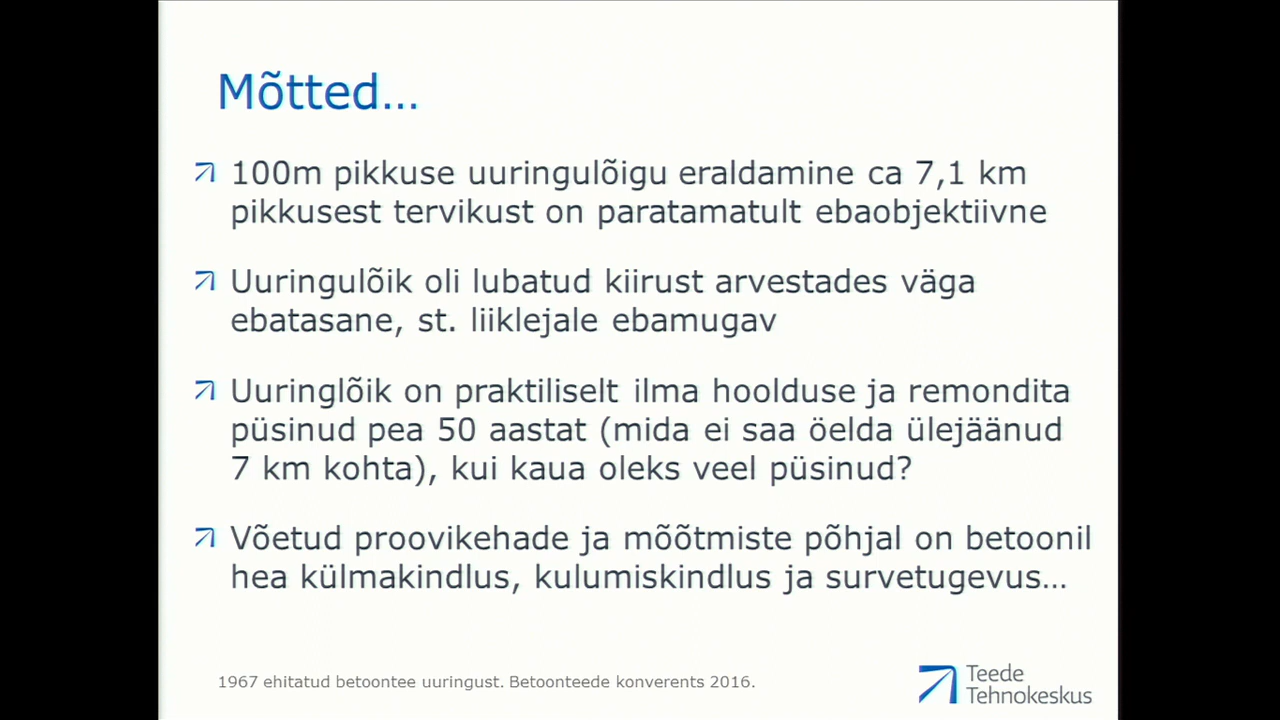 Mõtted...
100m pikkuse uuringulõigu eraldamine ca 7,1 km
pikkusest tervikust on paratamatult ebaobjektiivne
Uuringulõik oli lubatud kiirust arvestades väga
ebatasane, st. liiklejale ebamugav
Uuringlõik on praktiliselt ilma hoolduse ja remondita
püsinud pea 50 aastat (mida ei saa öelda ülejäänud
7 km kohta), kui kaua oleks veel püsinud?
Võetud proovikehade ja mõõtmiste põhjal on betoonil
hea külmakindlus, kulumiskindlus ja survetugevus...
1967 ehitatud betoontee uuringust. Betoonteede konverents 2016.
Teede
Tehnokeskus